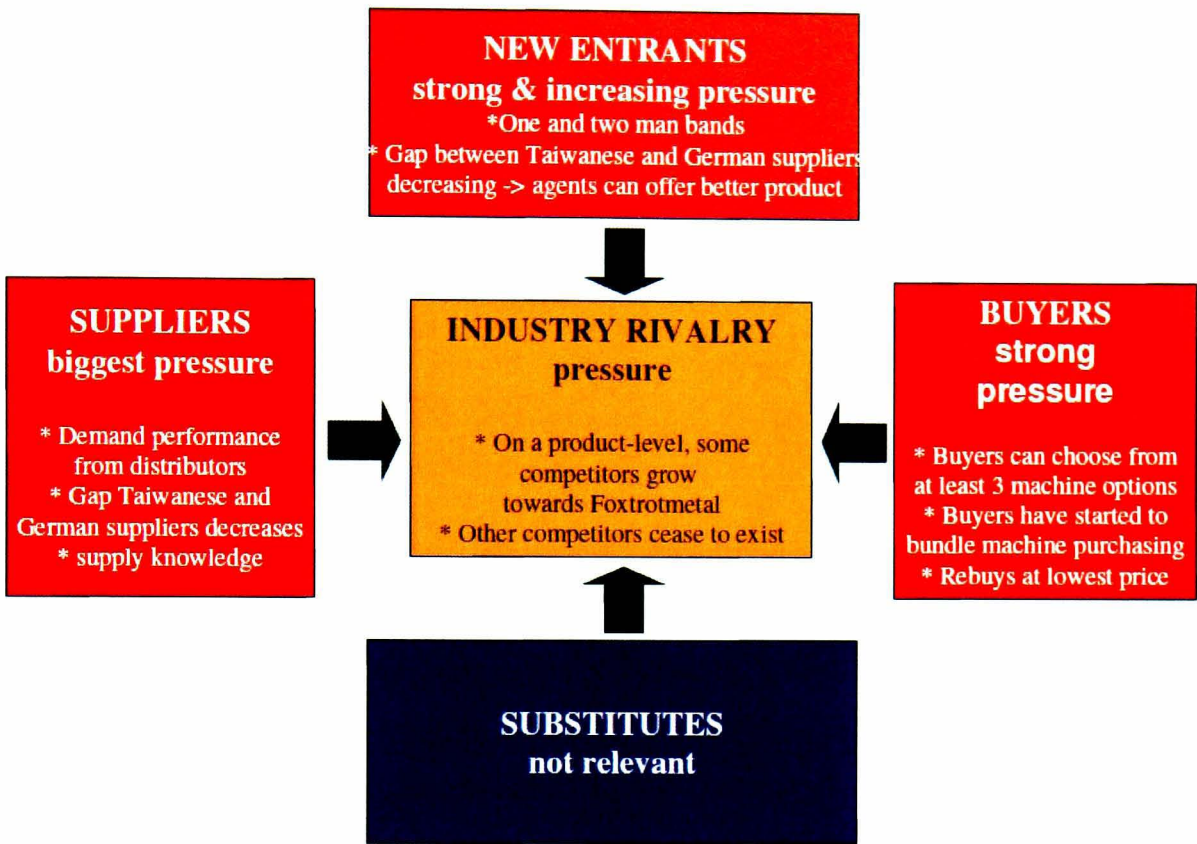 NEW ENTRANTS
strong & increasing pressure
*One and two man bands
* Gap between Taiwanese and German suppliers
decreasing -> agents can offer better product
SUPPLIERS
biggest pressure
* Demand performance
from distributors
* Gap Taiwanese and
German suppliers decreases
* supply knowledge
INDUSTRY RIVALRY
pressure
* On a product-level, some
competitors grow
towards Foxtrotmetal
* Other competitors cease to exist
BUYERS
strong
pressure
* Buyers can choose from
at least 3 machine options
* Buyers have started to
bundle machine purchasing
* Rebuys at lowest price
SUBSTITUTES
not relevant